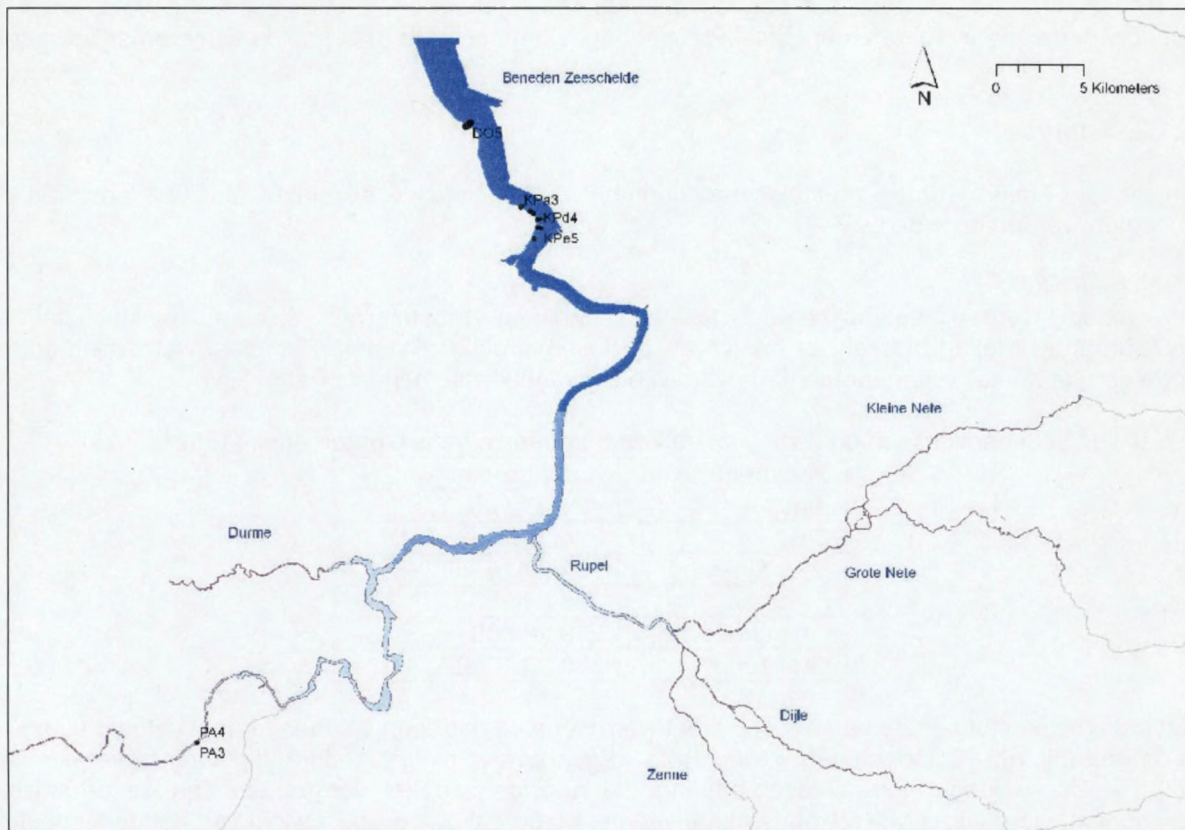 Beneden Zeeschelde
N
0
5 Kilometers
DO5
KPa3
KPd4
KPe5
Kleine Nete
Durme
Rupel
Grote Nete
PA4
PA3
Dijle
Zenne